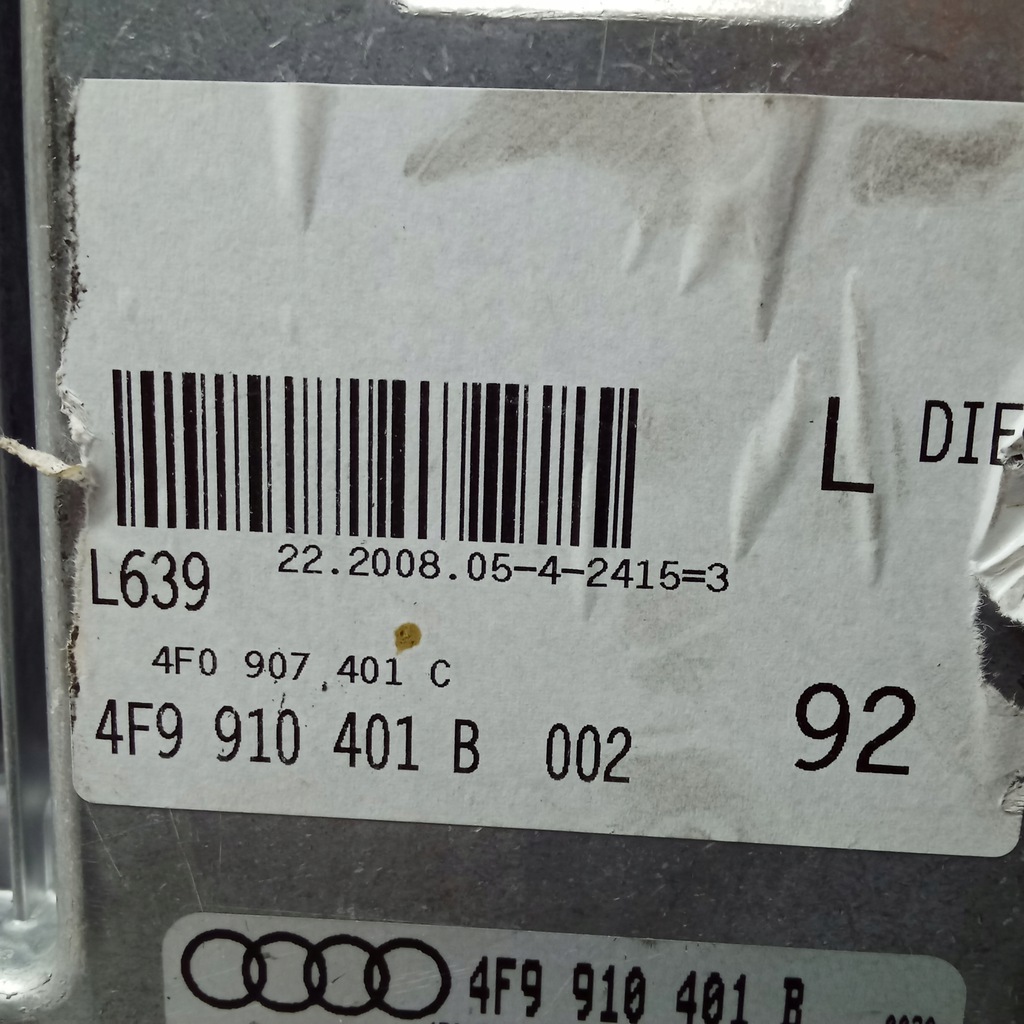 L DIE
22.2008.05-4-2415=3
L639
4F0 907 401 C
4F9 910 401 B 002 92
4F9 910 401 B